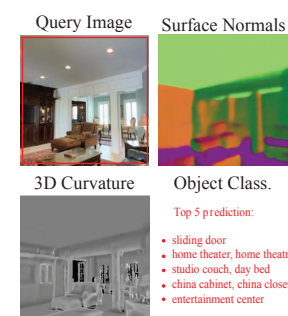 Query Image
Surface Normals
3D Curvature
Object Class.
Top 5 prediction:
• sliding door
• home theater, home theatr
• studio couch, day bed
• china cabinet, china close
• entertainment center